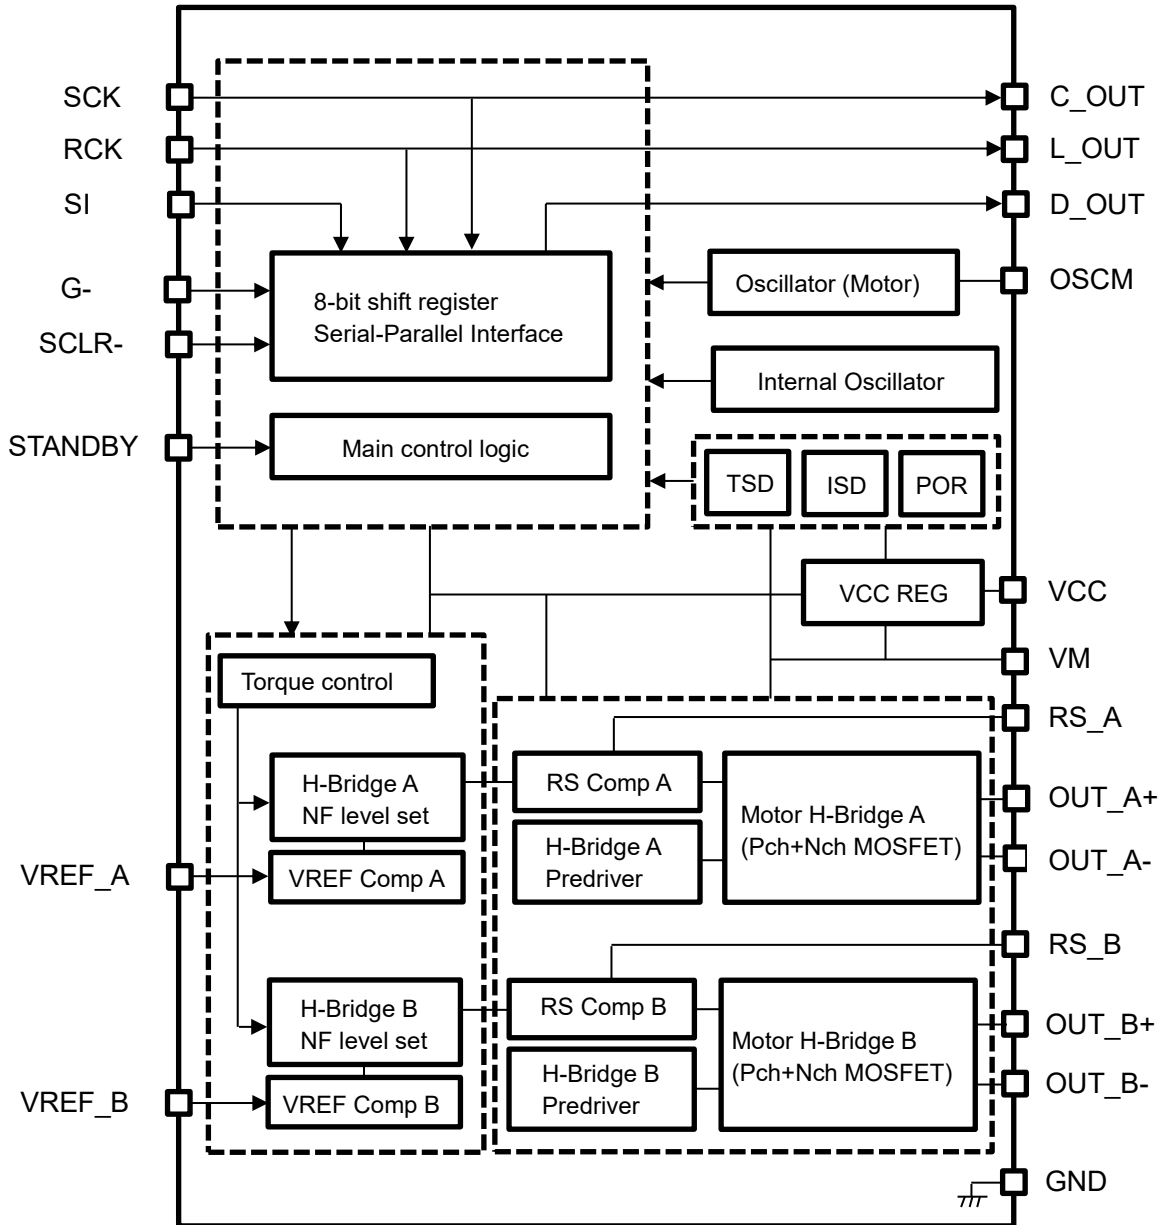 SCK
C_OUT
RCK
L_OUT
SI
D_OUT
G-
8-bit shift register
Serial-Parallel Interface
Oscillator (Motor)
OSCM
SCLR-
Internal Oscillator
STANDBY
Main control logic
TSD
ISD
POR
VCC REG
VCC
VM
Torque control
RS_A
H-Bridge A
NF level set
RS Comp A
Motor H-Bridge A
(Pch+Nch MOSFET)
OUT_A+
VREF_A
VREF Comp A
H-Bridge A
Predriver
OUT_A-
RS_B
H-Bridge B
NF level set
RS Comp B
Motor H-Bridge B
(Pch+Nch MOSFET)
OUT_B+
VREF_B
VREF Comp B
H-Bridge B
Predriver
OUT_B-
GND